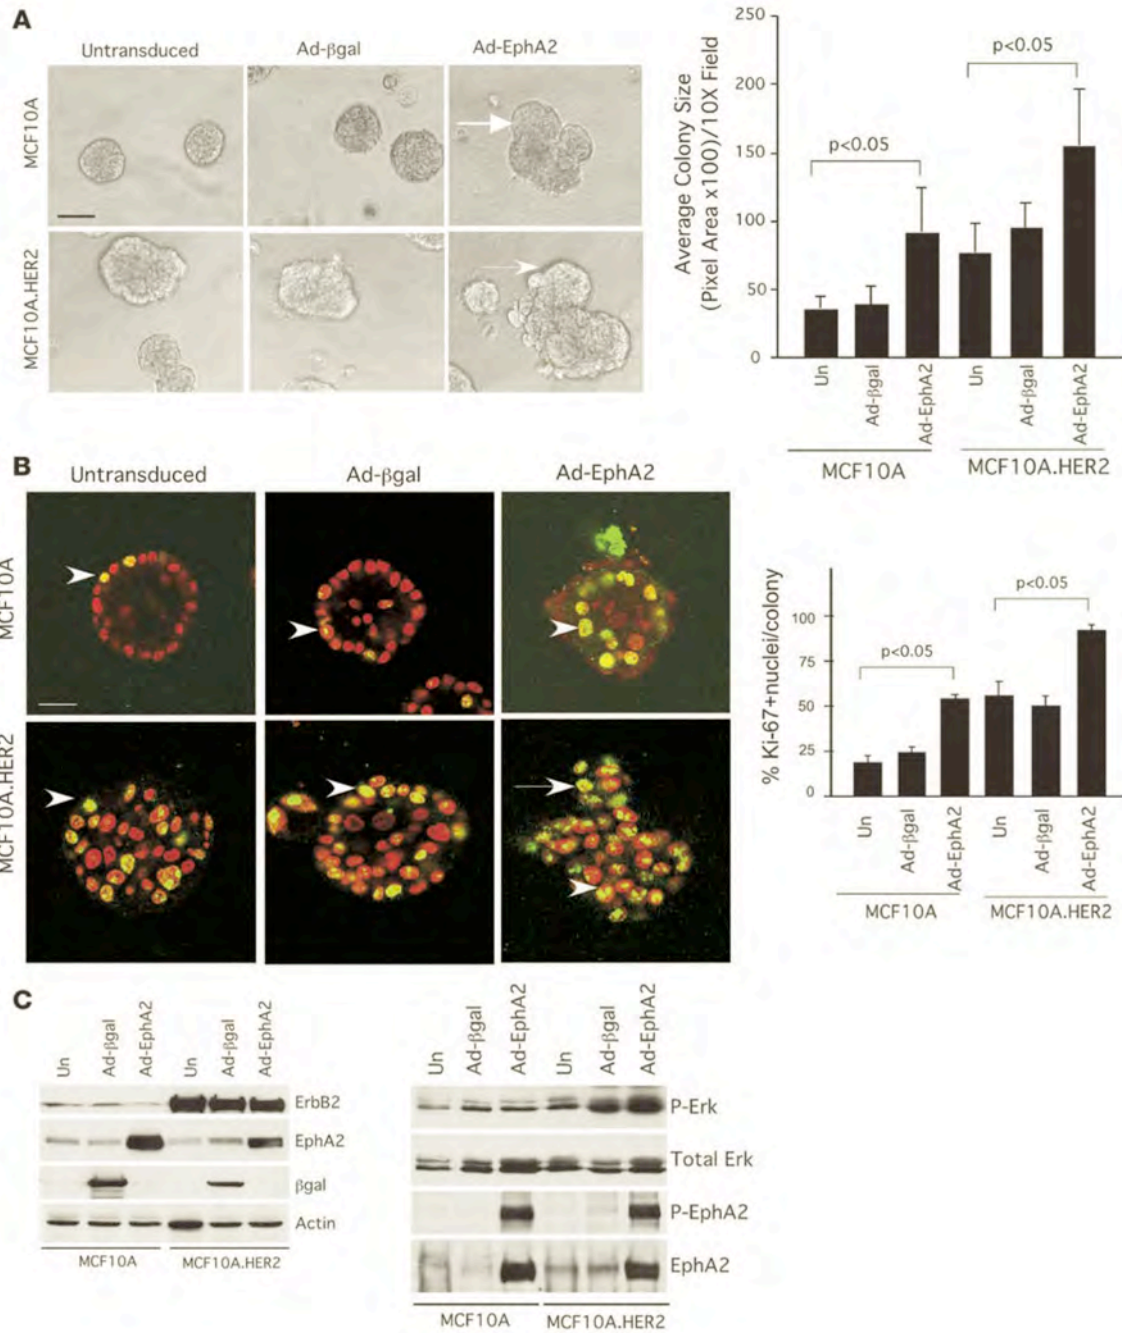 A
Untransduced
Ad-βgal
Ad-EphA2
MCF10A
MCF10A.HER2
Average Colony Size
(Pixel Area x100)/10X Field
250
200
150
100
50
0
p<0.05
p<0.05
Un
Ad-βgal
Ad-EphA2
Un
Ad-βgal
Ad-EphA2
MCF10A
MCF10A.HER2
B
Untransduced
Ad-βgal
Ad-EphA2
MCF10A
MCF10A.HER2
% Ki-67+nuclei/colony
100
75
50
25
0
p<0.05
p<0.05
Un
Ad-βgal
Ad-EphA2
Un
Ad-βgal
Ad-EphA2
MCF10A
MCF10A.HER2
C
Un
Ad-βgal
Ad-EphA2
Un
Ad-βgal
Ad-EphA2
ErbB2
EphA2
βgal
Actin
MCF10A
MCF10A.HER2
Un
Ad-βgal
Ad-EphA2
Un
Ad-βgal
Ad-EphA2
P-Erk
Total Erk
P-EphA2
EphA2
MCF10A
MCF10A.HER2